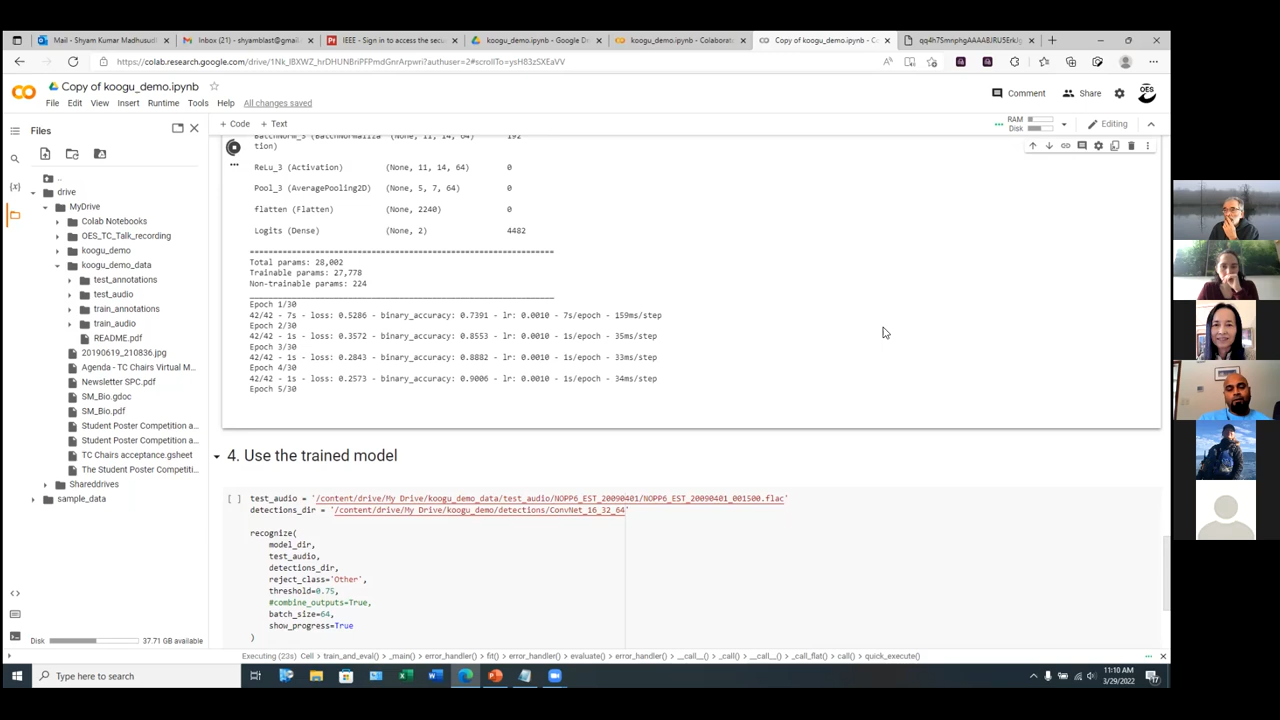 Mail - Shyam Kumar Madhusud
Inbox (21) - shyamblast@gmail.
IEEE - Sign in to access the secu
koogu_demo.ipynb - Google Dri
koogu_demo.ipynb - Colaborato
Copy of koogu_demo.ipynb - Co
https://colab.research.google.com/drive/1Nk_I8XWZ_hrDHUNBriPFPmdGnrArpwri?authuser=2#scrollTo=ysH83zSXEaVV
Copy of koogu_demo.ipynb
File Edit View Insert Runtime Tools Help All changes saved
Comment Share
OES
Files
+ Code + Text
RAM
Disk
Editing
..
drive
MyDrive
Colab Notebooks
OES_TC_Talk_recording
koogu_demo
koogu_demo_data
test_annotations
test_audio
train_annotations
train_audio
README.pdf
20190619_210836.jpg
Agenda - TC Chairs Virtual M...
Newsletter SPC.pdf
SM_Bio.gdoc
SM_Bio.pdf
Student Poster Competition a...
Student Poster Competition a...
TC Chairs acceptance.gsheet
The Student Poster Competiti...
Shareddrives
sample_data
Disk 37.71 GB available
BatchNorm_3 (BatchNormaliza (None, 11, 14, 64) 192
tion)
ReLu_3 (Activation) (None, 11, 14, 64) 0
Pool_3 (AveragePooling2D) (None, 5, 7, 64) 0
flatten (Flatten) (None, 2240) 0
Logits (Dense) (None, 2) 4482
Total params: 28,002
Trainable params: 27,778
Non-trainable params: 224
Epoch 1/30
42/42 - 7s - loss: 0.5286 - binary_accuracy: 0.7391 - lr: 0.0010 - 7s/epoch - 159ms/step
Epoch 2/30
42/42 - 1s - loss: 0.3572 - binary_accuracy: 0.8553 - lr: 0.0010 - 1s/epoch - 35ms/step
Epoch 3/30
42/42 - 1s - loss: 0.2843 - binary_accuracy: 0.8882 - lr: 0.0010 - 1s/epoch - 33ms/step
Epoch 4/30
42/42 - 1s - loss: 0.2573 - binary_accuracy: 0.9006 - lr: 0.0010 - 1s/epoch - 34ms/step
Epoch 5/30
4. Use the trained model
[ ] test_audio = '/content/drive/My Drive/koogu_demo_data/test_audio/NOPP6_EST_20090401/NOPP6_EST_20090401_001500.flac'
detections_dir = '/content/drive/My Drive/koogu_demo/detections/ConvNet_16_32_64'
recognize(
model_dir,
test_audio,
detections_dir,
reject_class='Other',
threshold=0.75,
#combine_outputs=True,
batch_size=64,
show_progress=True
)
Executing (23s) Cell > train_and_eval() > _main() > error_handler() > fit() > error_handler() > evaluate() > error_handler() > __call__() > _call() > __call__() > _call_flat() > call() > quick_execute()
Type here to search
11:10 AM
3/29/2022